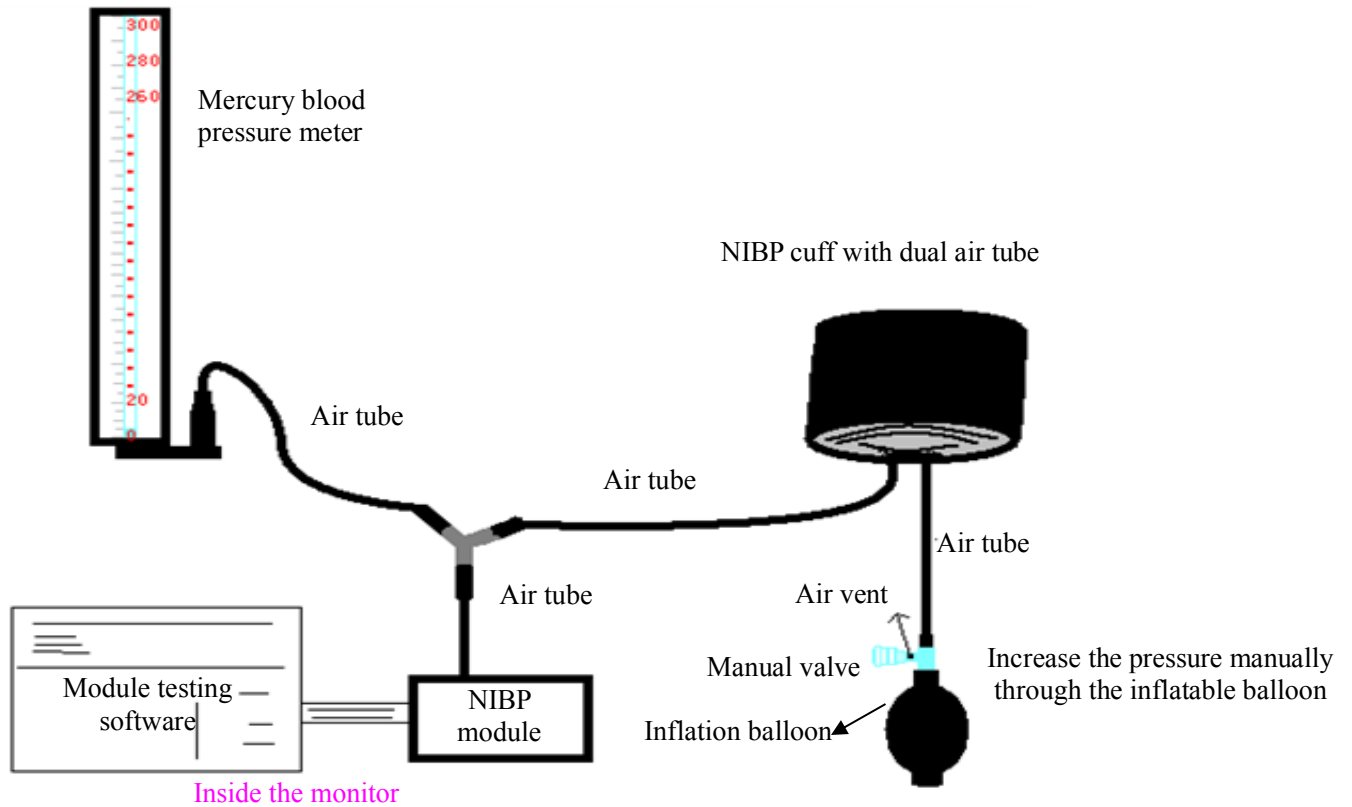 300
280
260
Mercury blood
pressure meter
NIBP cuff with dual air tube
20
0
Air tube
Air tube
Air tube
Air tube
Air vent
Manual valve
Increase the pressure manually
through the inflatable balloon
Module testing
software
NIBP
module
Inflation balloon
Inside the monitor